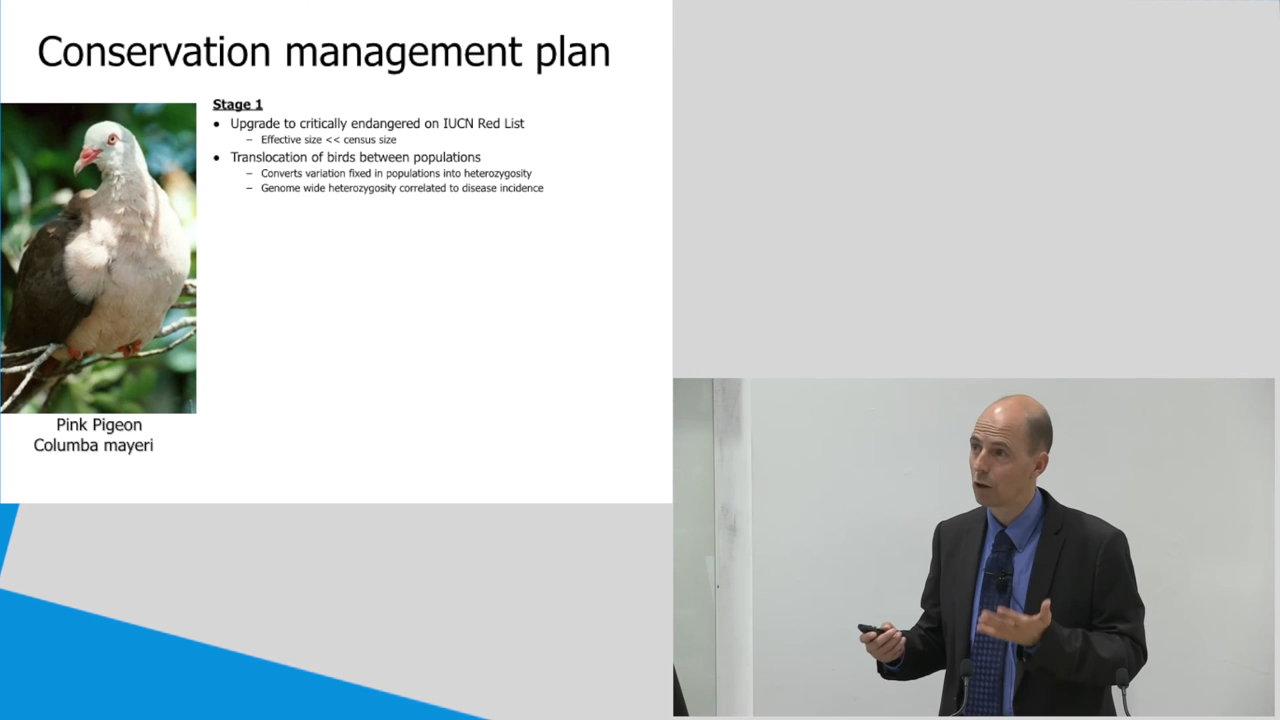 Conservation management plan
Stage 1
• Upgrade to critically endangered on IUCN Red List
– Effective size << census size
• Translocation of birds between populations
– Converts variation fixed in populations into heterozygosity
– Genome wide heterozygosity correlated to disease incidence
Pink Pigeon
Columba mayeri